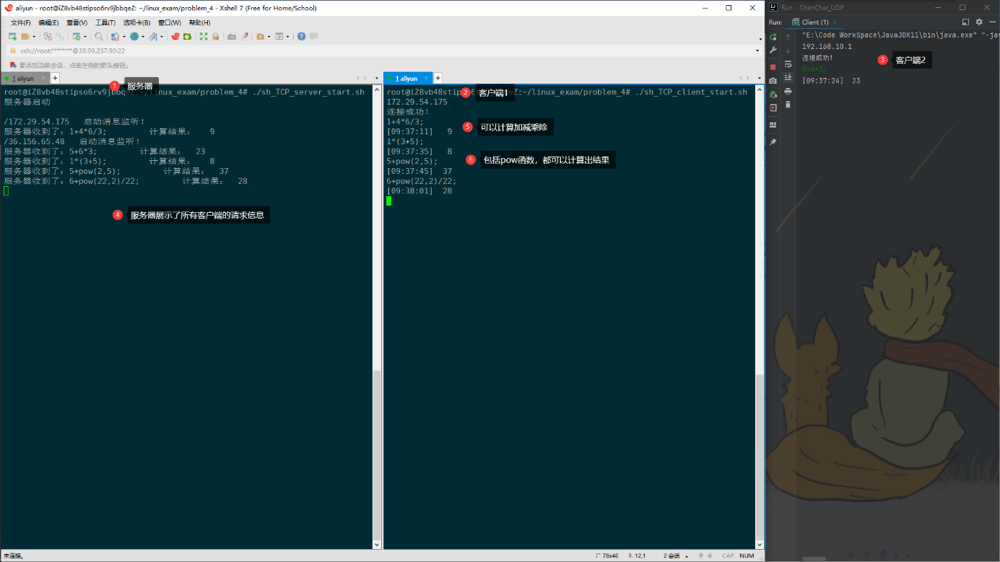 aliyun - root@iZ8vb48stipso6rv9jbbqeZ: ~/linux_exam/problem_4 - Xshell 7 (Free for Home/School)
文件(F) 编辑(E) 查看(V) 工具(T) 选项卡(B) 窗口(W) 帮助(H)
ssh://root:********@39.99.237.90:22
要添加当前会话，点击左侧的箭头按钮。
1 aliyun
1 服务器
root@iZ8vb48stipso6rv9jbbqeZ:~/linux_exam/problem_4# ./sh_TCP_server_start.sh
服务器启动
/172.29.54.175 启动消息监听!
服务器收到了: 1+4*6/3; 计算结果: 9
/36.156.65.48 启动消息监听!
服务器收到了: 5+6*3; 计算结果: 23
服务器收到了: 1*(3+5); 计算结果: 8
服务器收到了: 5+pow(2,5); 计算结果: 37
服务器收到了: 6+pow(22,2)/22; 计算结果: 28
4 服务器展示了所有客户端的请求信息
1 aliyun
2 客户端1
:~/linux_exam/problem_4# ./sh_TCP_client_start.sh
172.29.54.175
连接成功!
1+4*6/3;
[09:37:11] 9
1*(3+5);
[09:37:35] 8
5+pow(2,5);
[09:37:45] 37
6+pow(22,2)/22;
[09:38:01] 28
5 可以计算加减乘除
6 包括pow函数，都可以计算出结果
Run - ChenChat_UDP
Run: Client (1)
"E:\Code WorkSpace\JavaJDK11\bin\java.exe" "-jav
192.168.10.1
连接成功!
5+6*3;
[09:37:24] 23
3 客户端2
未连接。
78x46
12,1
2 会话
CAP NUM